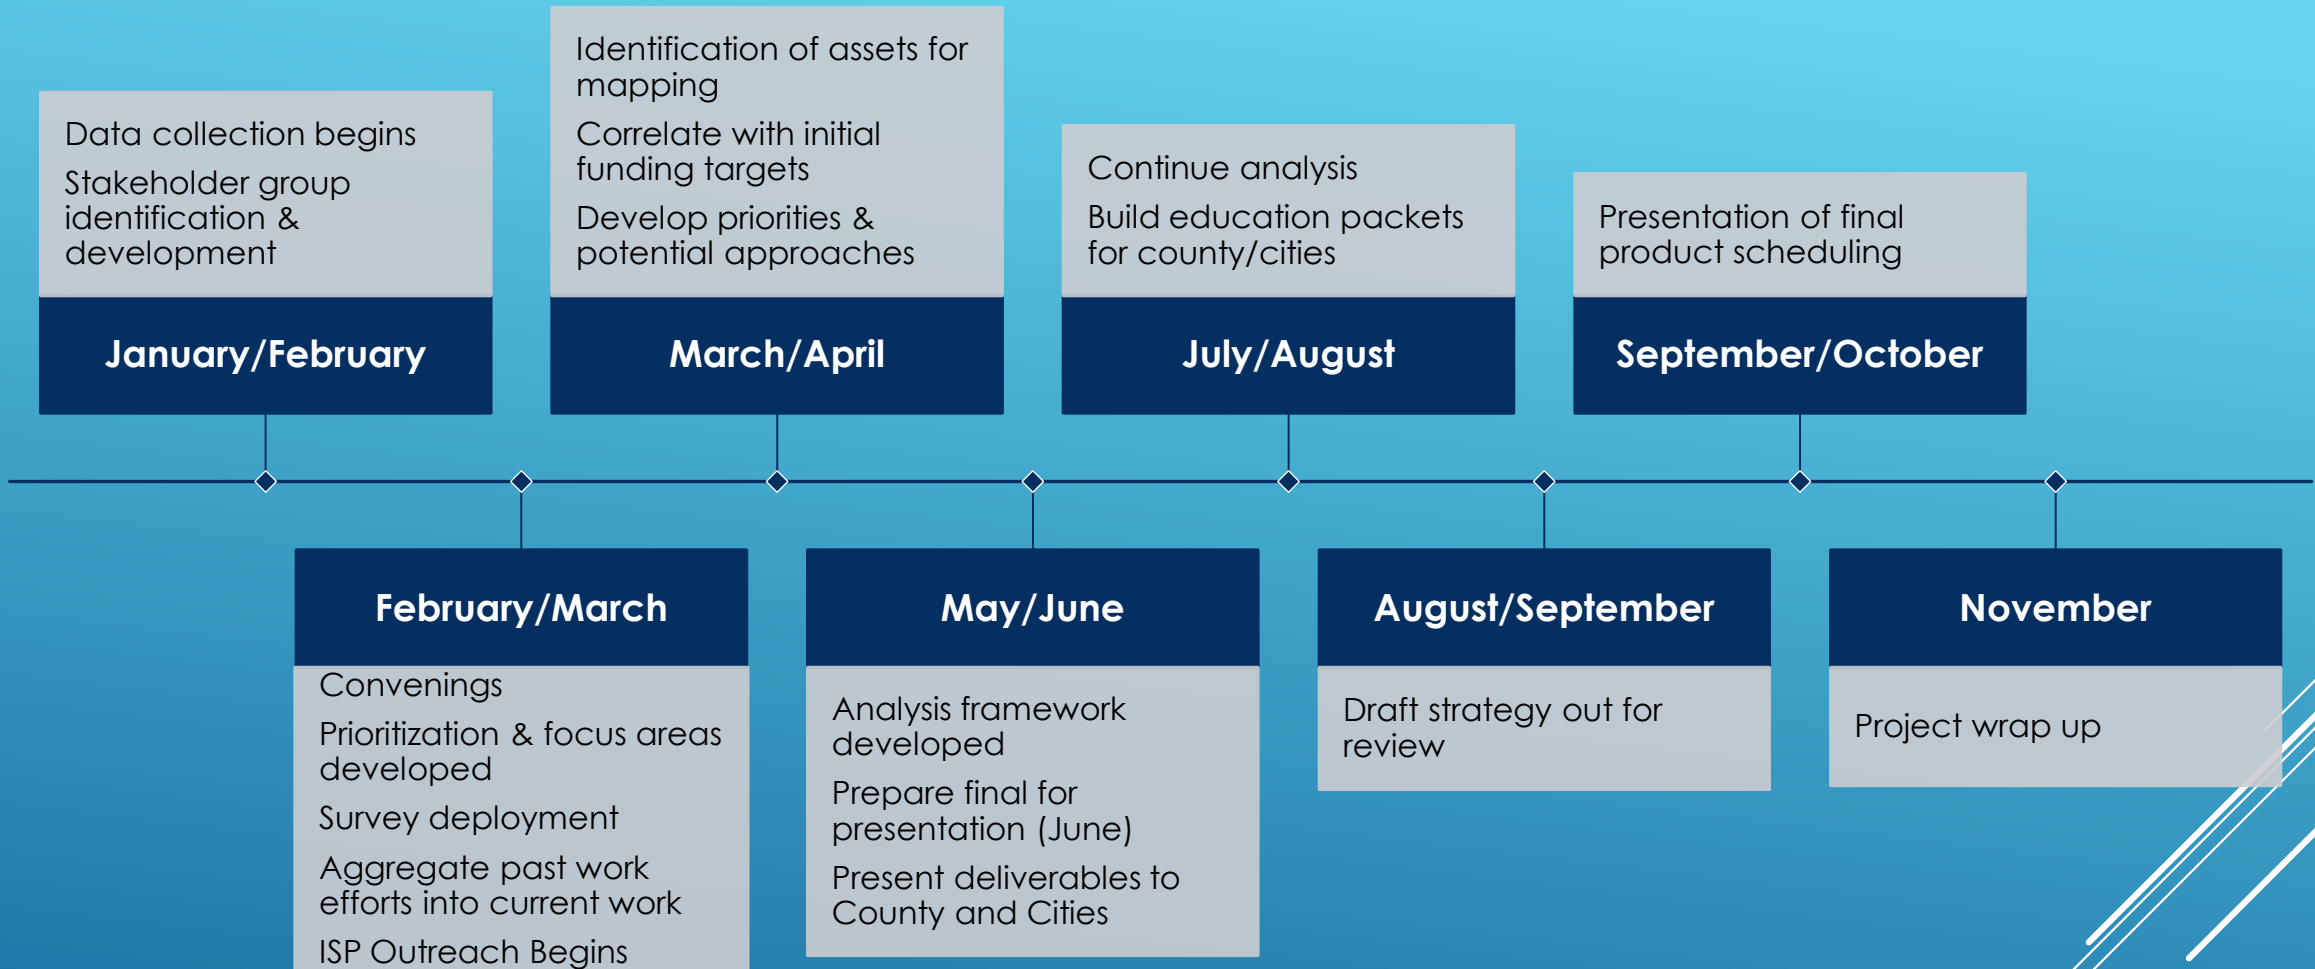 Data collection begins
Stakeholder group
identification &
development
January/February
Identification of assets for
mapping
Correlate with initial
funding targets
Develop priorities &
potential approaches
March/April
Continue analysis
Build education packets
for county/cities
July/August
Presentation of final
product scheduling
September/October
February/March
Convenings
Prioritization & focus areas
developed
Survey deployment
Aggregate past work
efforts into current work
ISP Outreach Begins
May/June
Analysis framework
developed
Prepare final for
presentation (June)
Present deliverables to
County and Cities
August/September
Draft strategy out for
review
November
Project wrap up